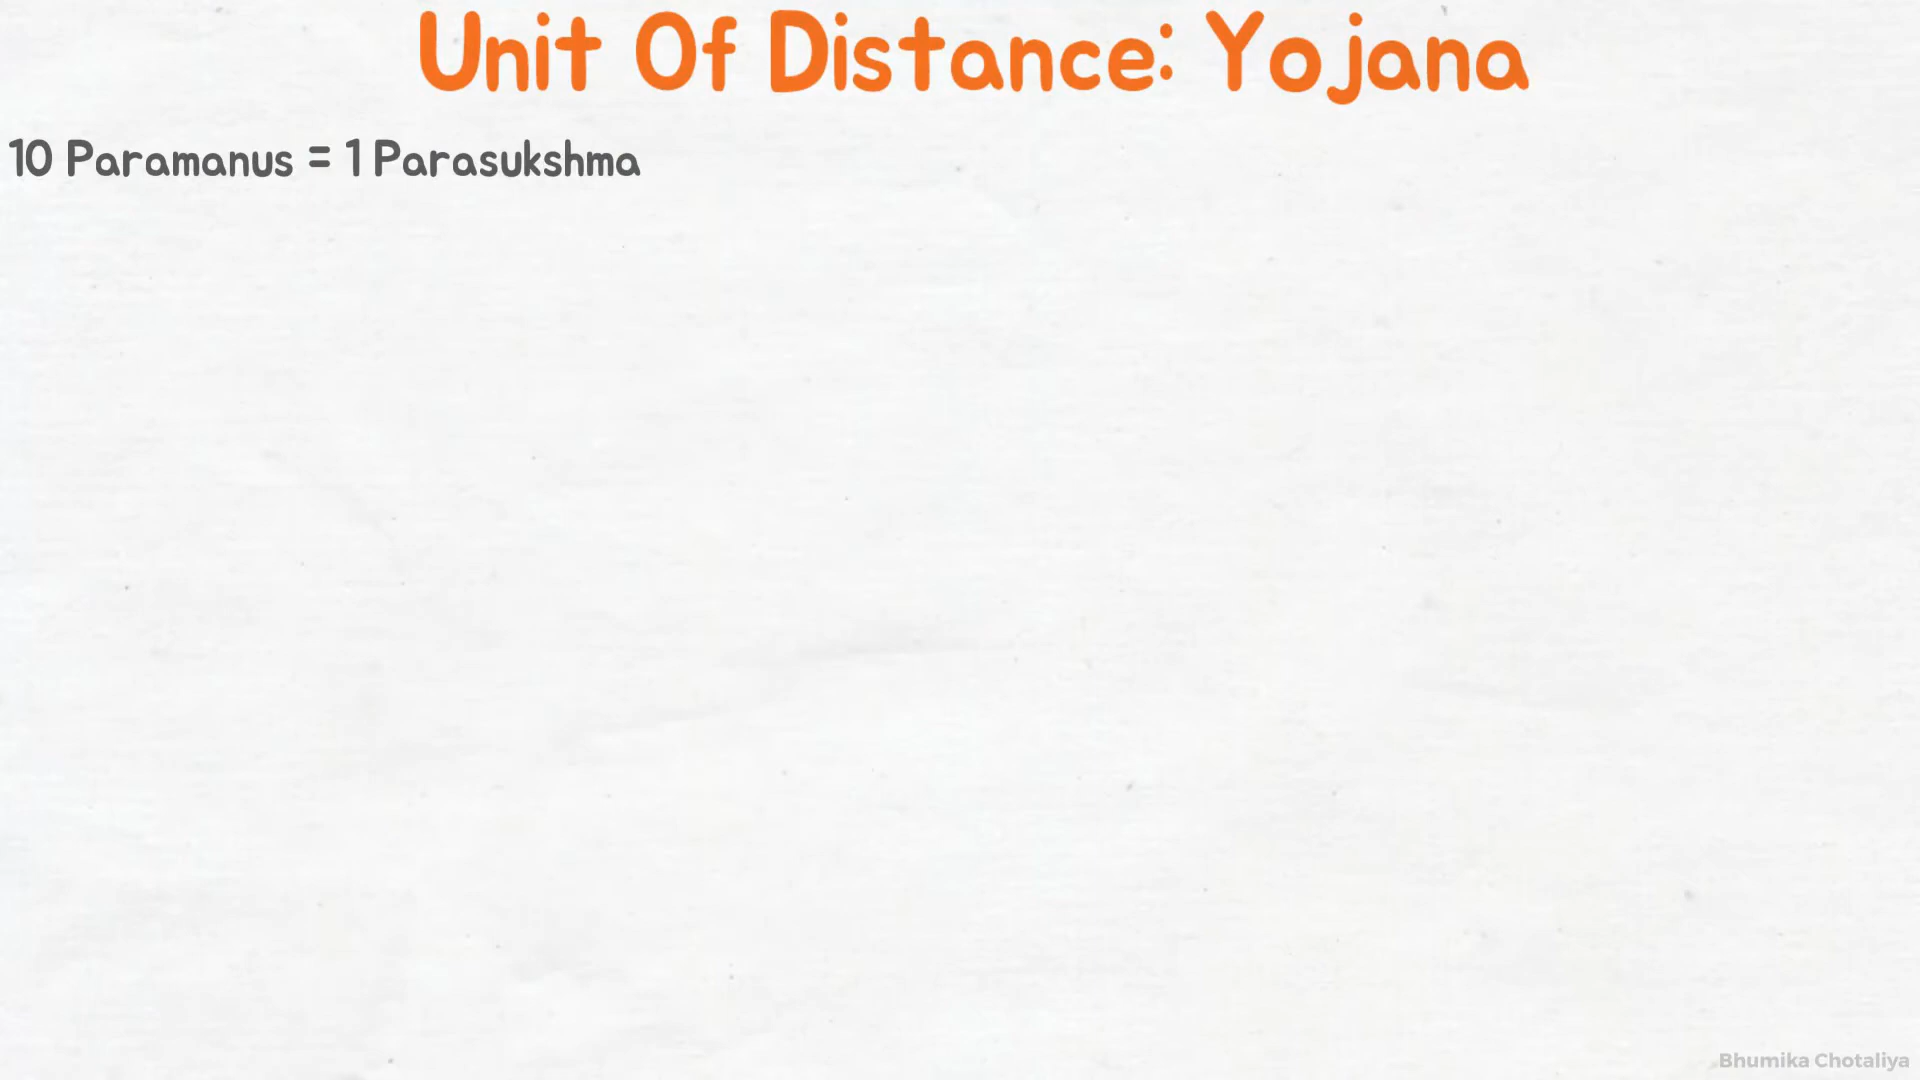 Unit Of Distance: Yojana
10 Paramanus = 1 Parasukshma
Bhumika Chotaliya